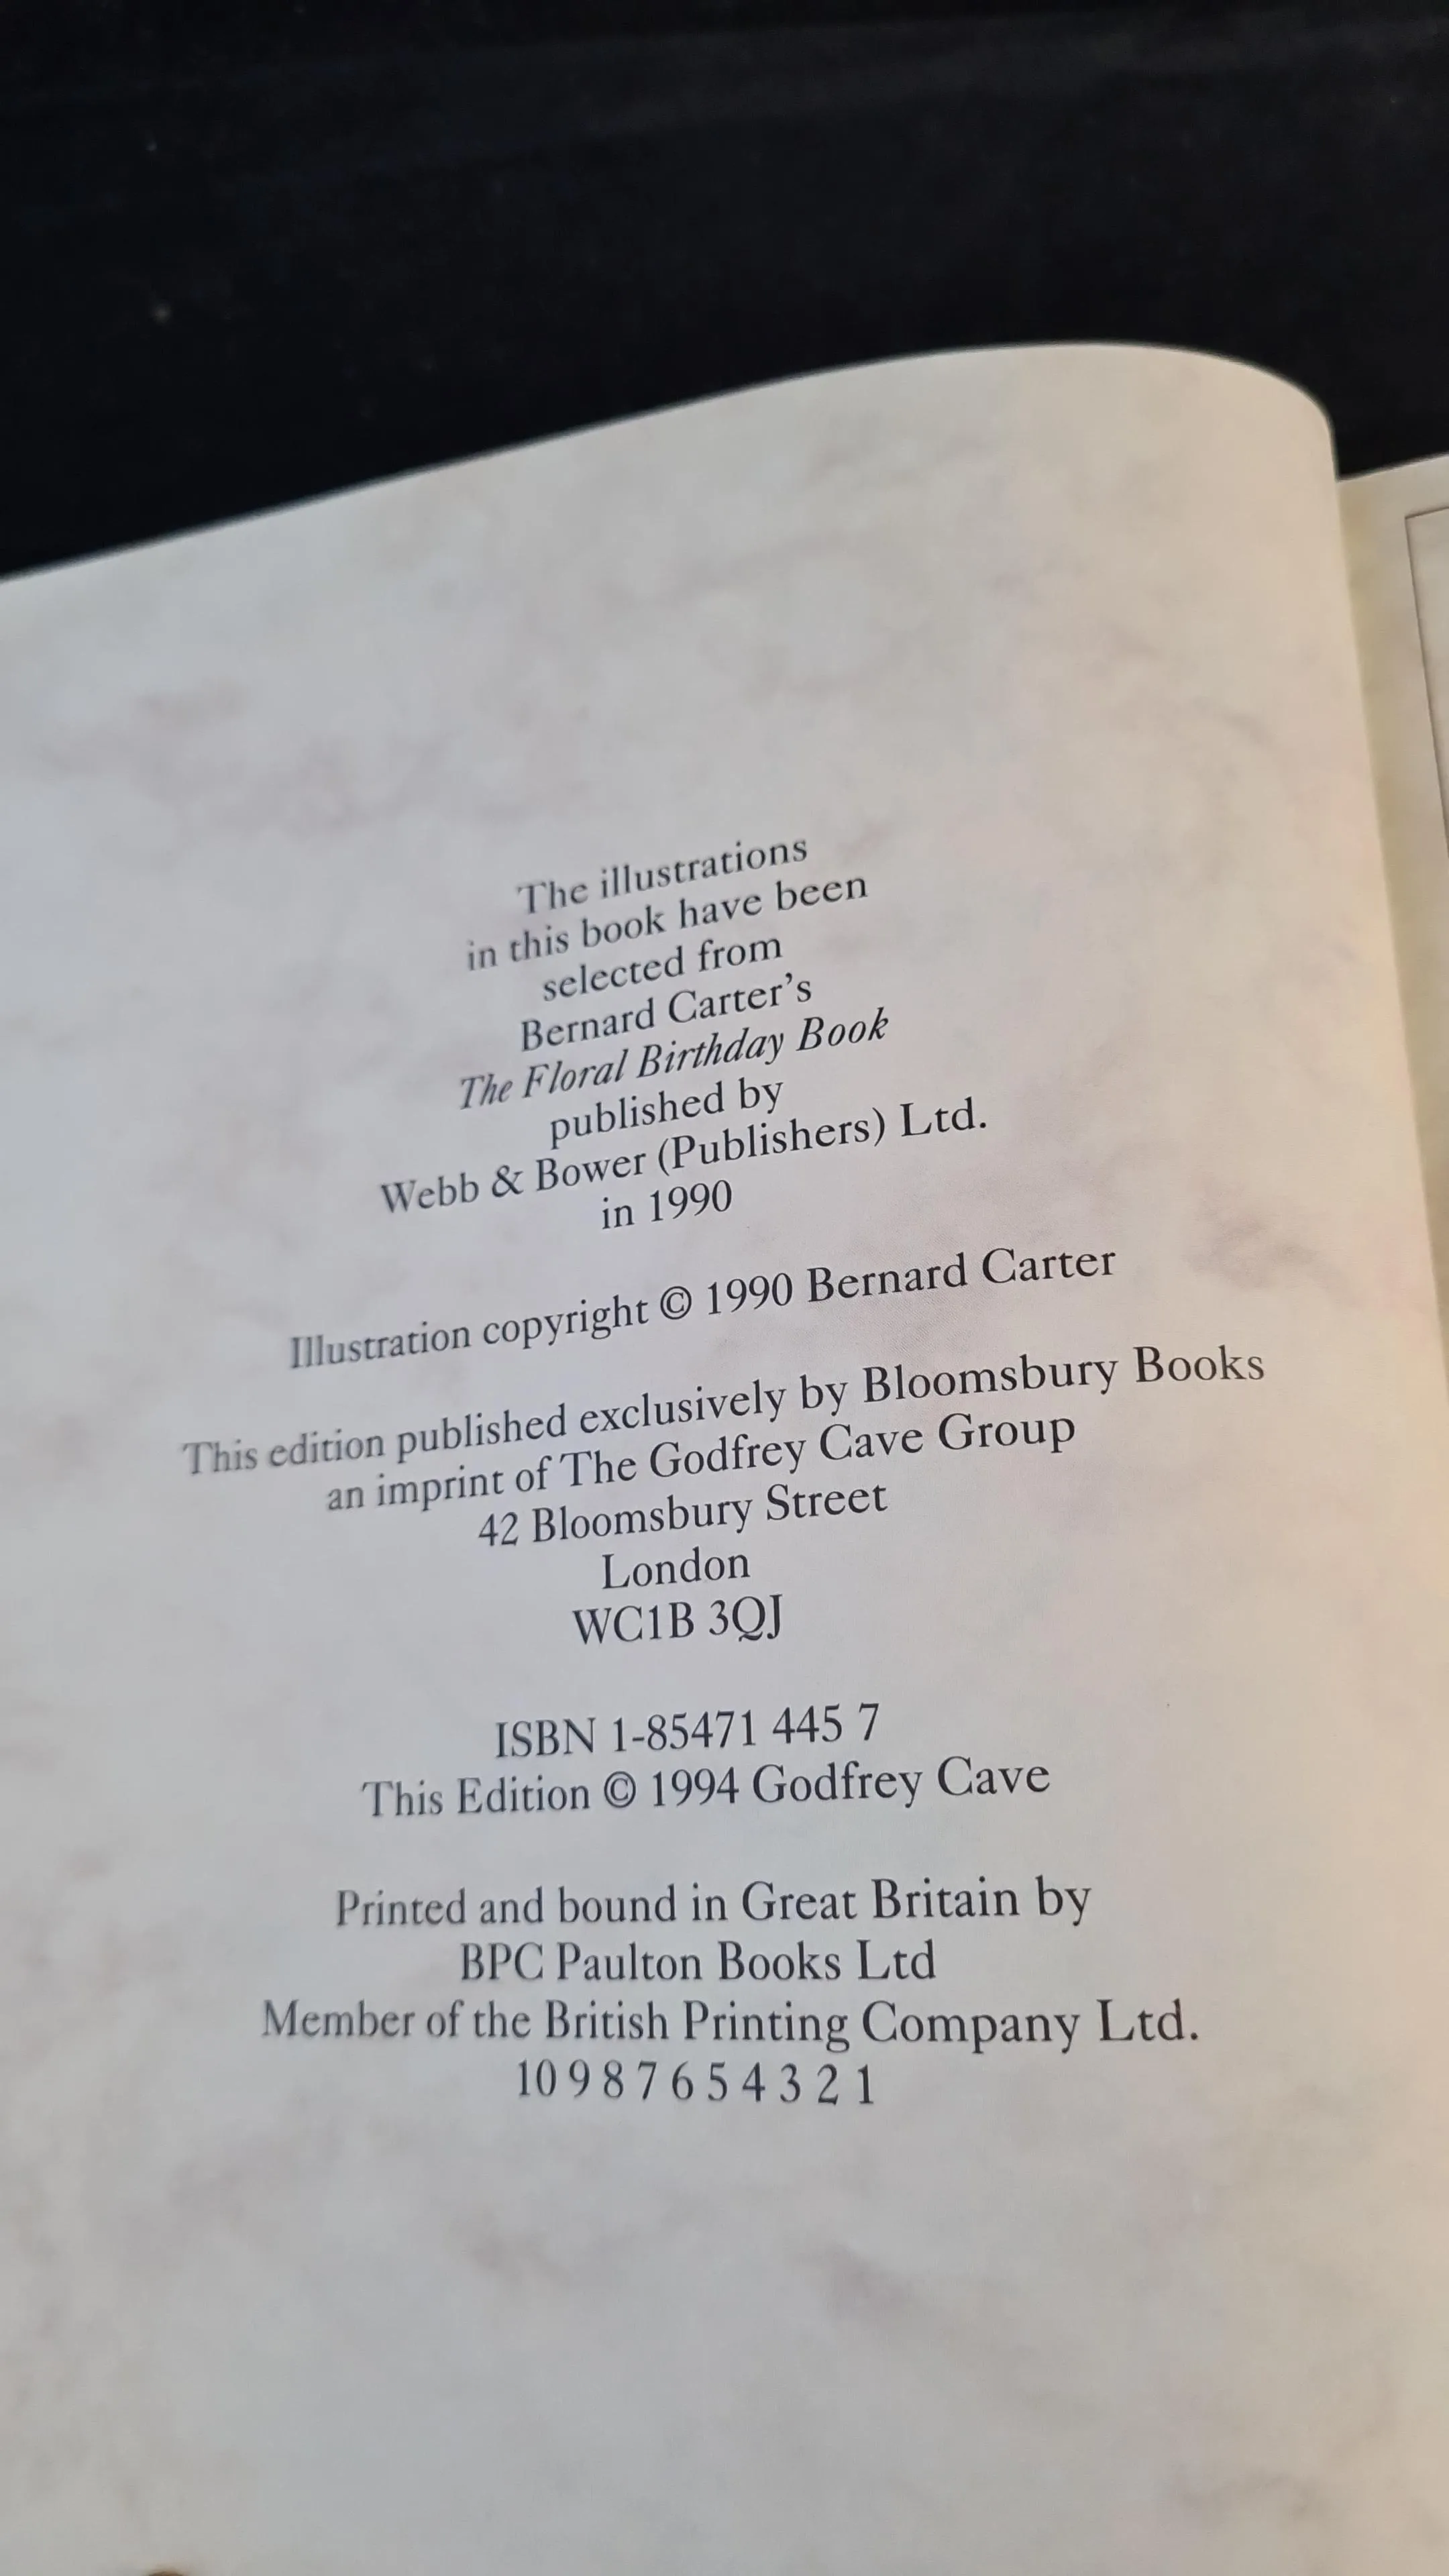 The illustrations
in this book have been
selected from
Bernard Carter's
The Floral Birthday Book
published by
Webb & Bower (Publishers) Ltd.
in 1990
Illustration copyright © 1990 Bernard Carter
This edition published exclusively by Bloomsbury Books
an imprint of The Godfrey Cave Group
42 Bloomsbury Street
London
WC1B 3QJ
ISBN 1-85471 445 7
This Edition © 1994 Godfrey Cave
Printed and bound in Great Britain by
BPC Paulton Books Ltd
Member of the British Printing Company Ltd.
10 9 8 7 6 5 4 3 2 1